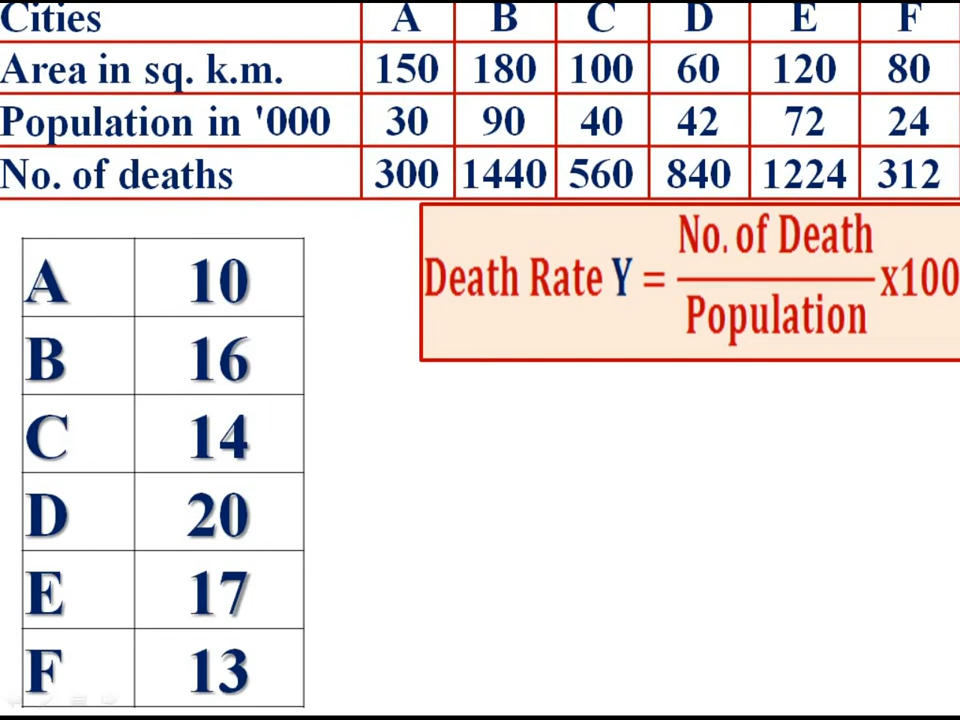 Cities A B C D E F
Area in sq. k.m. 150 180 100 60 120 80
Population in '000 30 90 40 42 72 24
No. of deaths 300 1440 560 840 1224 312
Death Rate Y = No. of Death
Population
x100
A 10
B 16
C 14
D 20
E 17
F 13